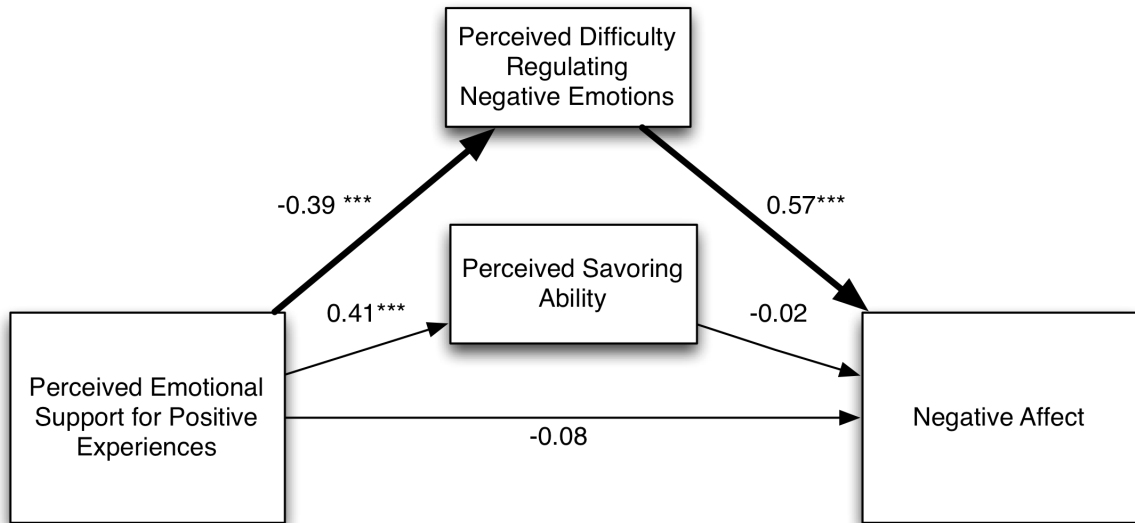 Perceived Difficulty
Regulating
Negative Emotions
-0.39 ***
0.57***
Perceived Savoring
Ability
0.41***
-0.02
Perceived Emotional
Support for Positive
Experiences
-0.08
Negative Affect